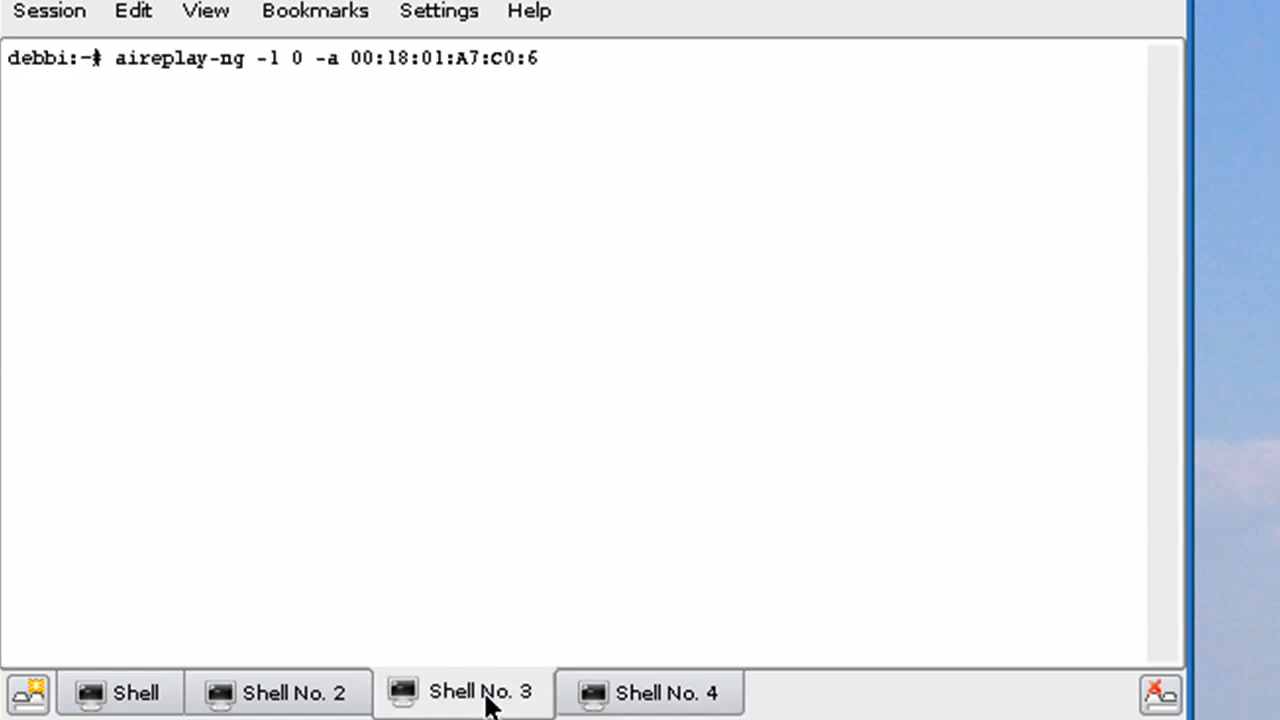 Session Edit View Bookmarks Settings Help
debbi:~# aireplay-ng -1 0 -a 00:18:01:A7:C0:6
Shell Shell No. 2 Shell No. 3 Shell No. 4